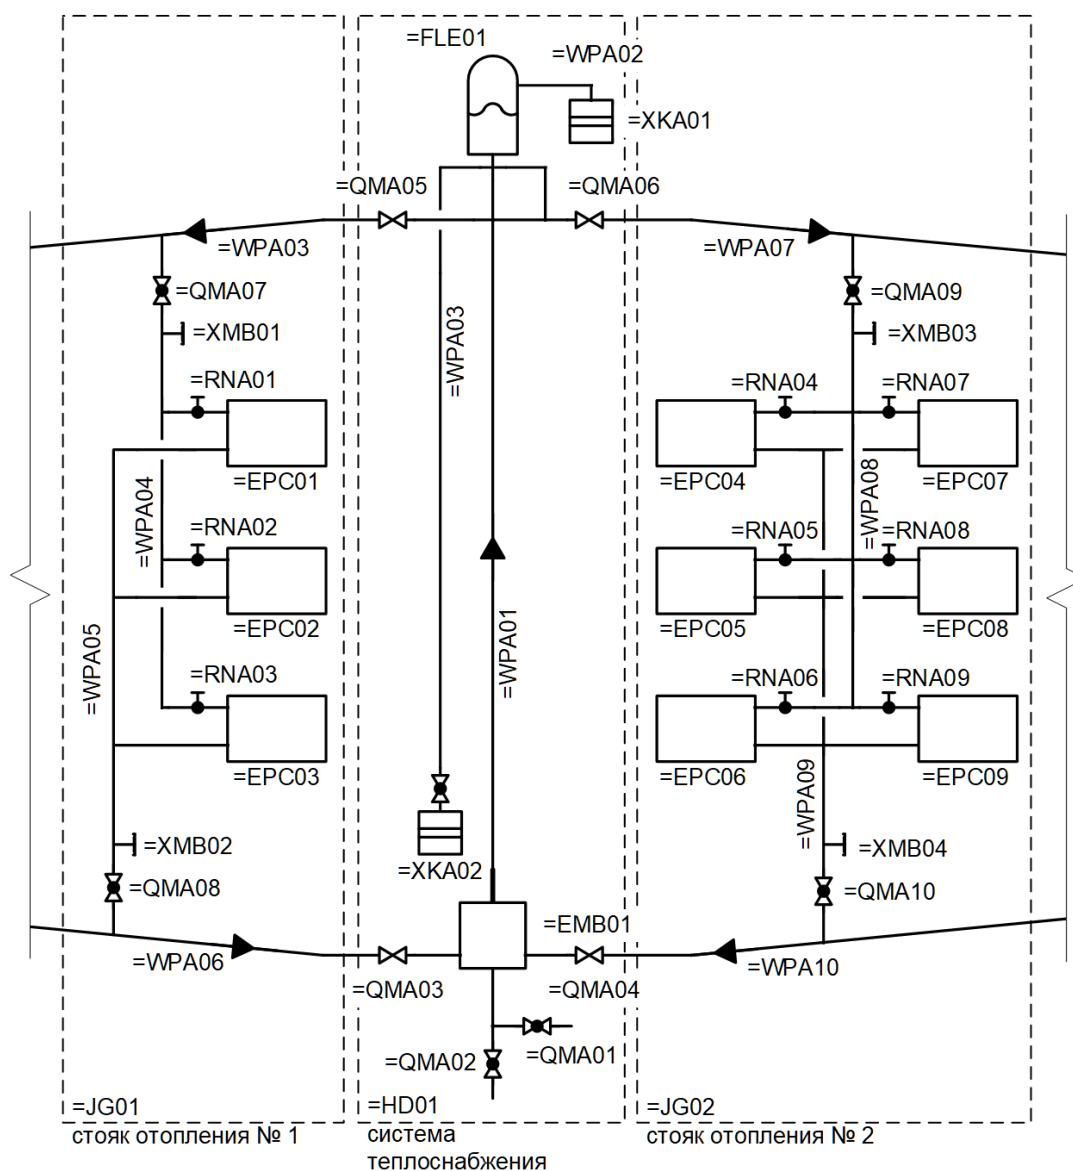 =FLE01
=WPA02
=XKA01
=QMA05
=QMA06
=WPA03
=WPA07
=QMA07
=QMA09
=XMB01
=WPA03
=XMB03
=RNA01
=RNA04
=RNA07
=EPC01
=EPC04
=EPC07
=WPA04
=WPA08
=RNA02
=RNA05
=RNA08
=EPC02
=EPC05
=EPC08
=WPA05
=WPA01
=RNA03
=RNA06
=RNA09
=EPC03
=EPC06
=EPC09
=WPA09
=XMB02
=XKA02
=XMB04
=QMA08
=QMA10
=EMB01
=WPA06
=WPA10
=QMA03
=QMA04
=QMA02
=QMA01
=JG01
стояк отопления № 1
=HD01
система
теплоснабжения
=JG02
стояк отопления № 2